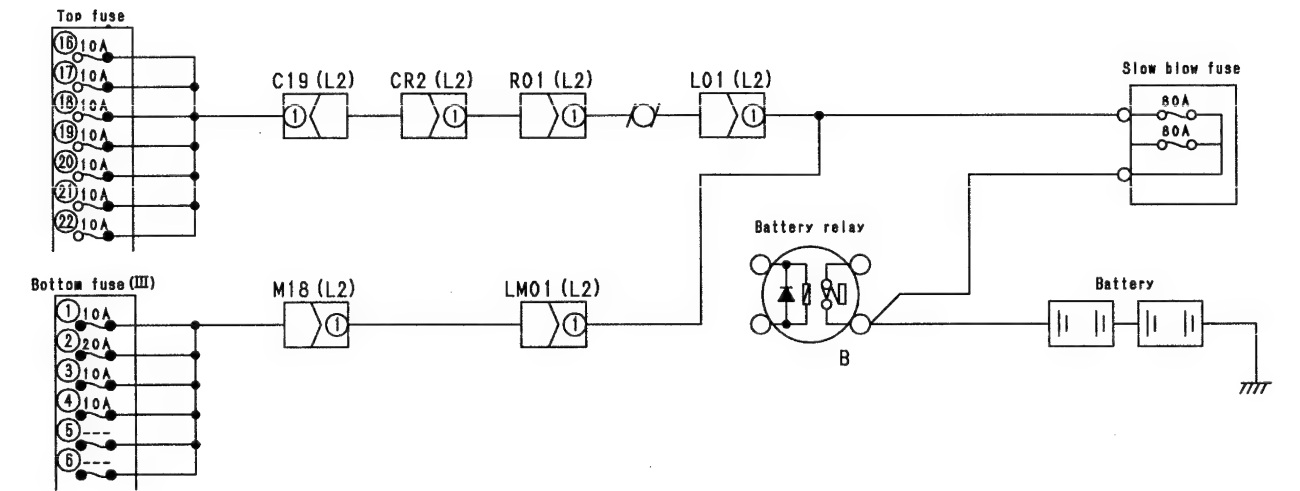 Top fuse
16 10A
17 10A
18 10A
19 10A
20 10A
21 10A
22 10A
C19 (L2)
1
CR2 (L2)
1
R01 (L2)
1
L01 (L2)
1
Slow blow fuse
80A
80A
Battery relay
B
Battery
Bottom fuse (III)
1 10A
2 20A
3 10A
4 10A
5 ---
6 ---
M18 (L2)
1
LM01 (L2)
1